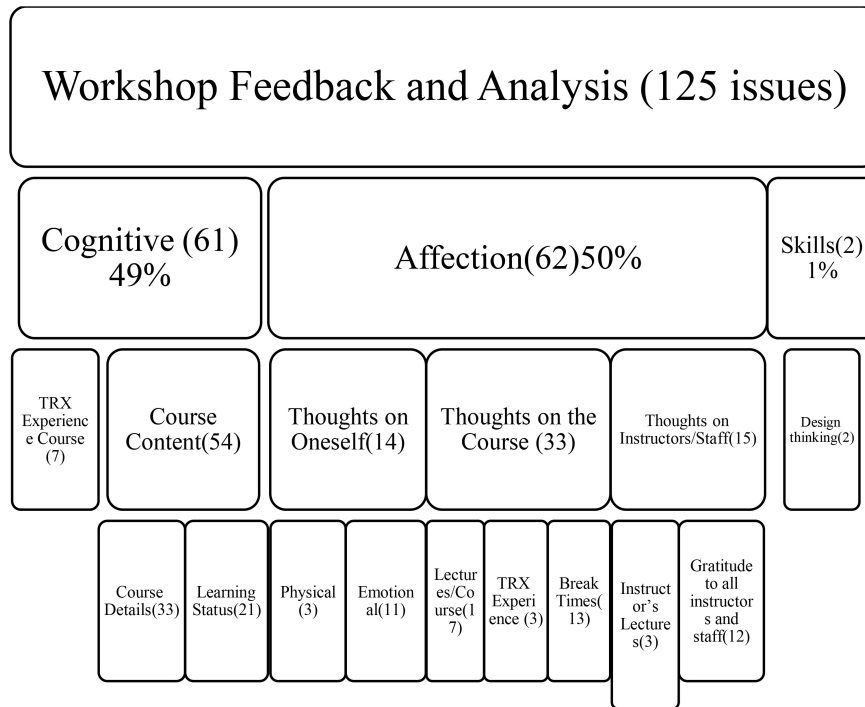 Workshop Feedback and Analysis (125 issues)
Cognitive (61)
49%
Affection(62)50%
Skills(2)
1%
TRX
Experienc
e Course
(7)
Course
Content(54)
Thoughts on
Oneself(14)
Thoughts on the
Course (33)
Thoughts on
Instructors/Staff(15)
Design
thinking(2)
Course
Details(33)
Learning
Status(21)
Physical
(3)
Emotion
al(11)
Lectur
es/Co
urse(1
7)
TRX
Experi
ence (3)
Break
Times(
13)
Instruct
or’s
Lecture
s(3)
Gratitude
to all
instructor
s and
staff(12)